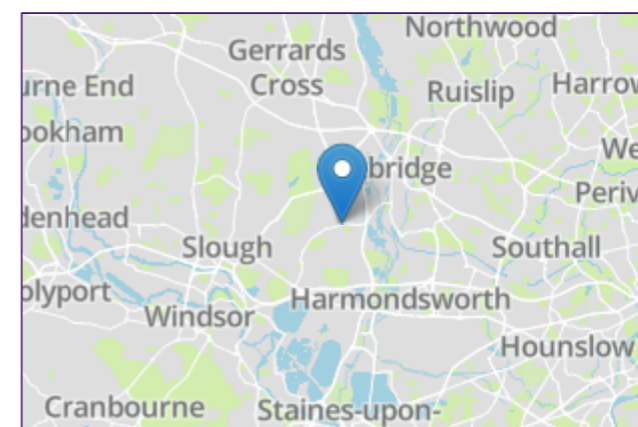 Northwood
Gerrards
Cross
urne End
Ruislip
Harrow
ookham
We
bridge
Periv
denhead
Slough
Southall
olyport
Harmondsworth
Windsor
Hounslow
Cranbourne
Staines-upon-